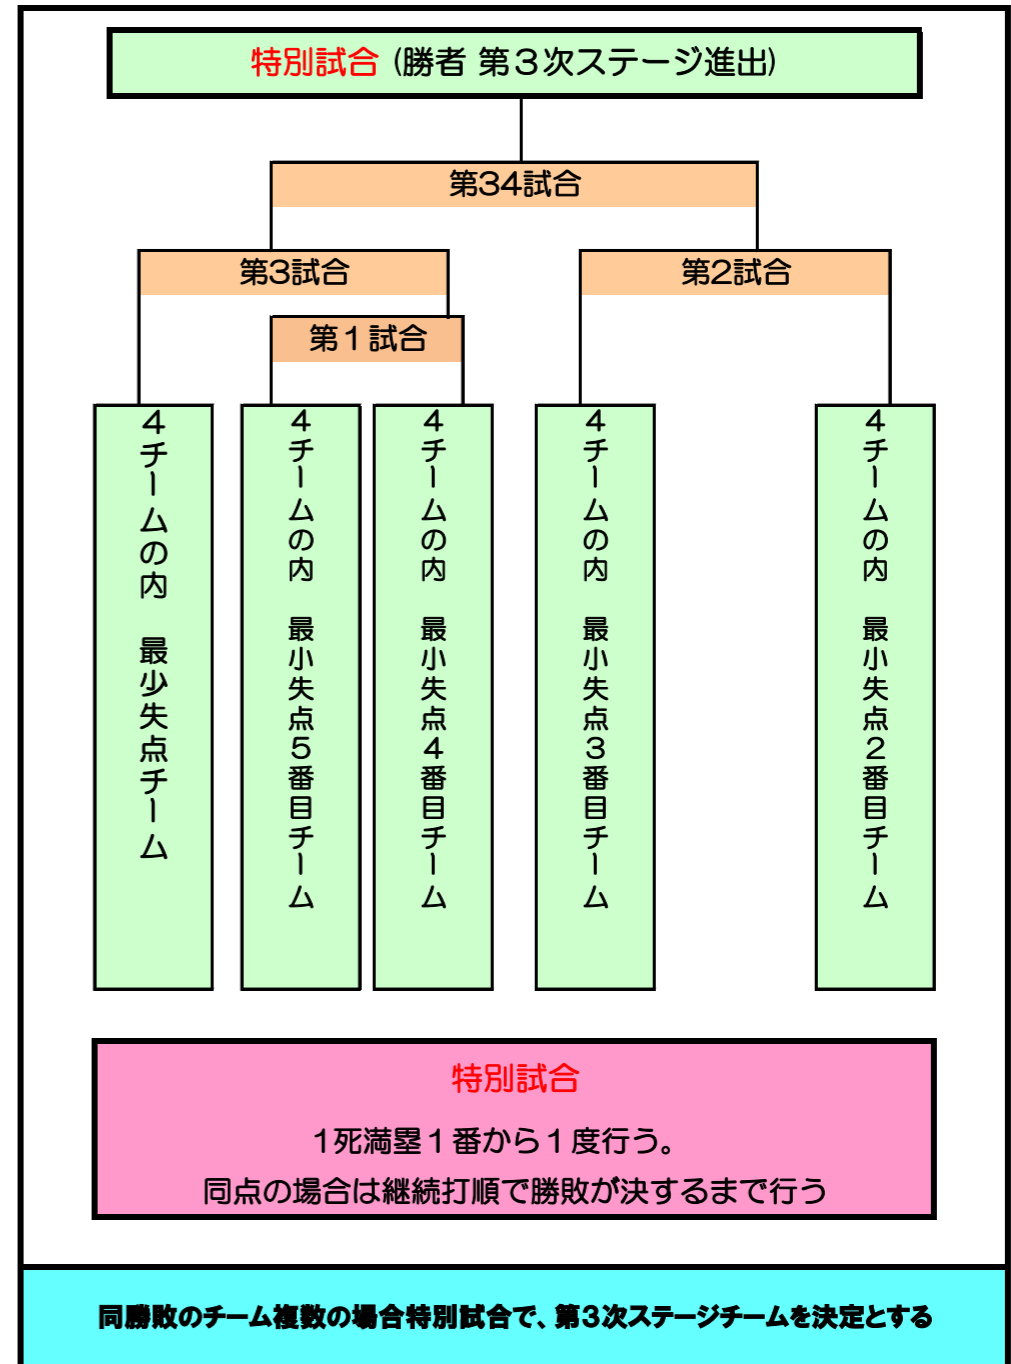 特別試合 (勝者 第３次ステージ進出)
第34試合
第3試合
第2試合
第１試合
４チームの内　最少失点チーム
４チームの内　最小失点５番目チーム
４チームの内　最小失点４番目チーム
４チームの内　最小失点３番目チーム
４チームの内　最小失点２番目チーム
特別試合
1死満塁１番から１度行う。
同点の場合は継続打順で勝敗が決するまで行う
同勝敗のチーム複数の場合特別試合で、第3次ステージチームを決定とする